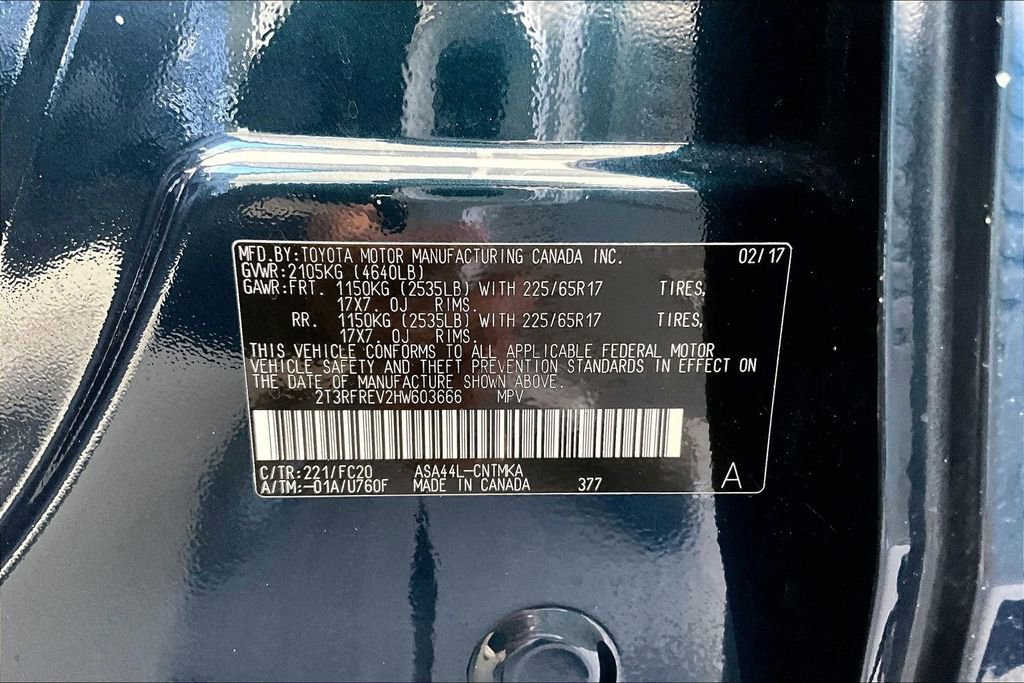 MFD.BY:TOYOTA MOTOR MANUFACTURING CANADA INC. 02/17
GVWR:2105KG (4640LB)
GAWR:FRT. 1150KG (2535LB) WITH 225/65R17 TIRES,
17X7. 0J RIMS.
RR. 1150KG (2535LB) WITH 225/65R17 TIRES,
17X7. 0J RIMS.
THIS VEHICLE CONFORMS TO ALL APPLICABLE FEDERAL MOTOR
VEHICLE SAFETY AND THEFT PREVENTION STANDARDS IN EFFECT ON
THE DATE OF MANUFACTURE SHOWN ABOVE.
2T3RFREV2HW603666 MPV
C/TR:221/FC20 ASA44L-CNTMKA
A/TM:-01A/U760F MADE IN CANADA 377 A